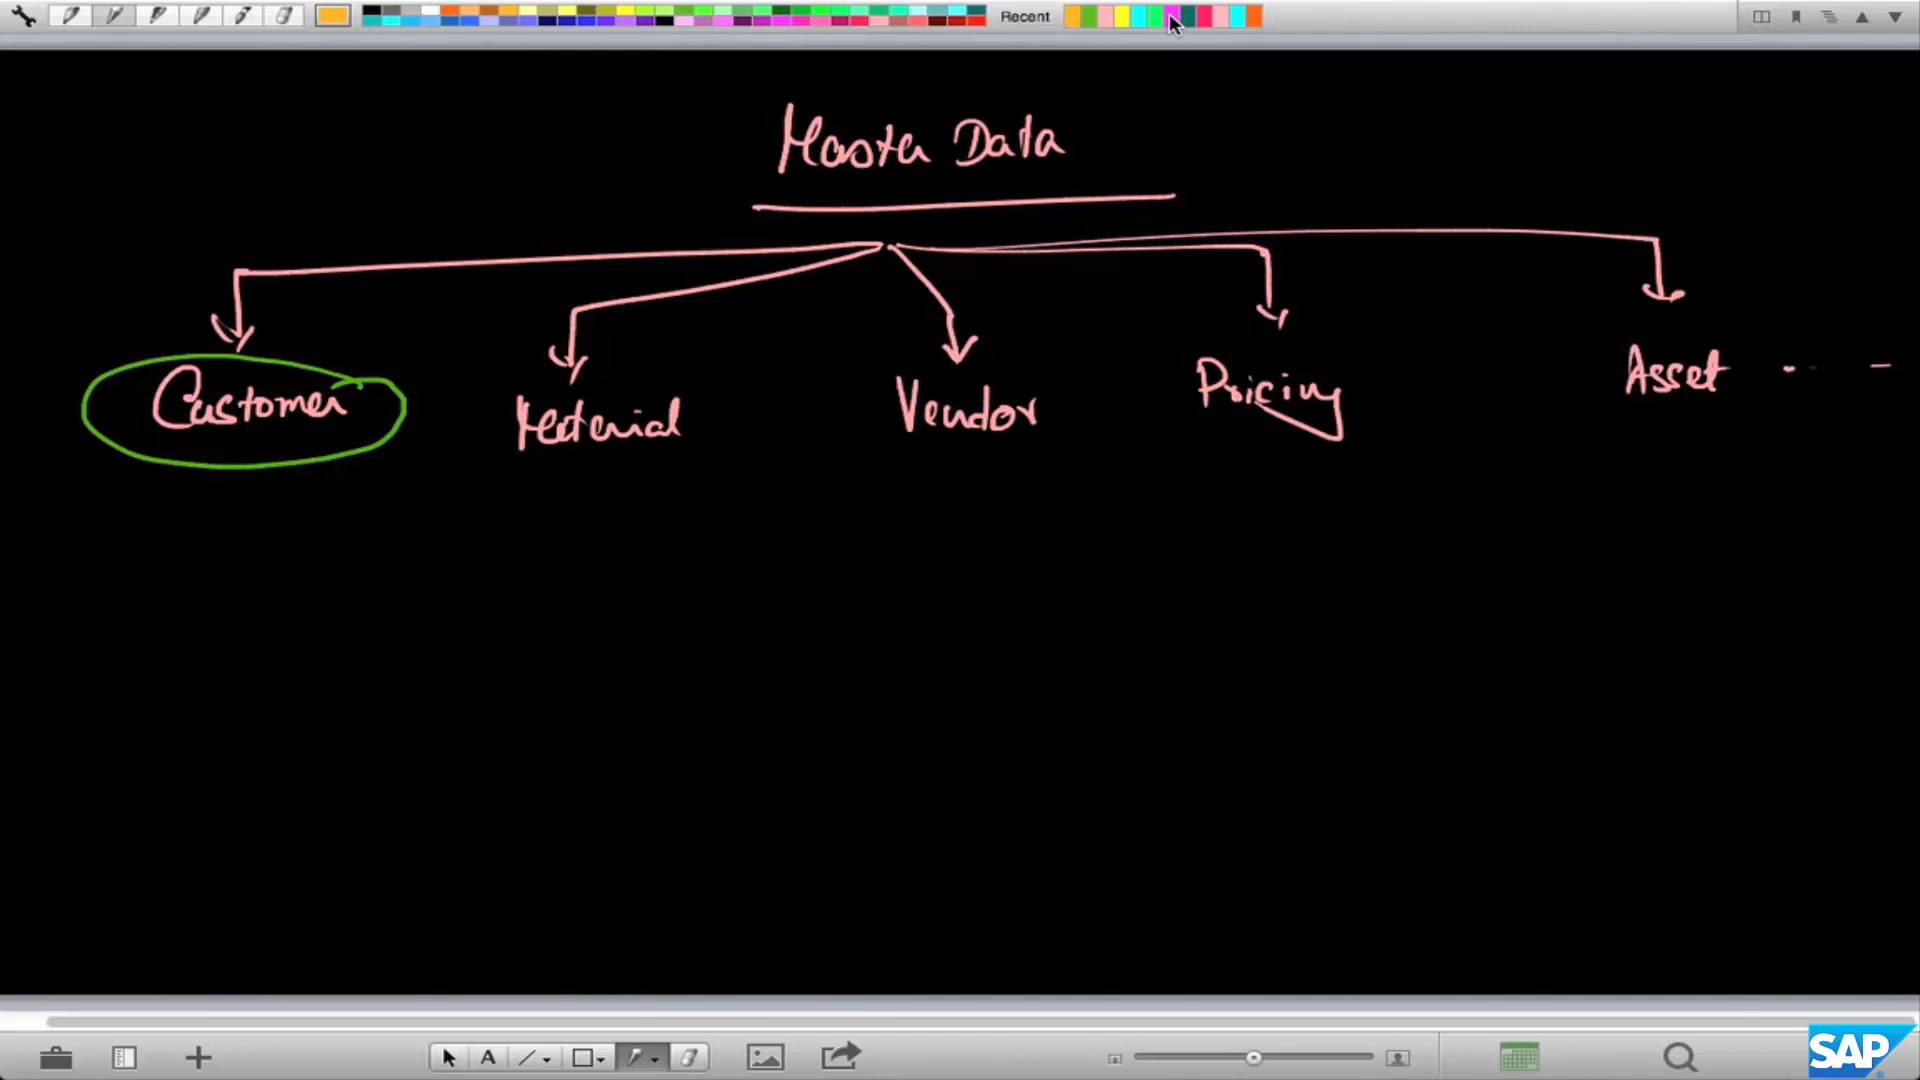 Recent
Master Data
Customer
Material
Vendor
Pricing
Asset .. -
A
SAP